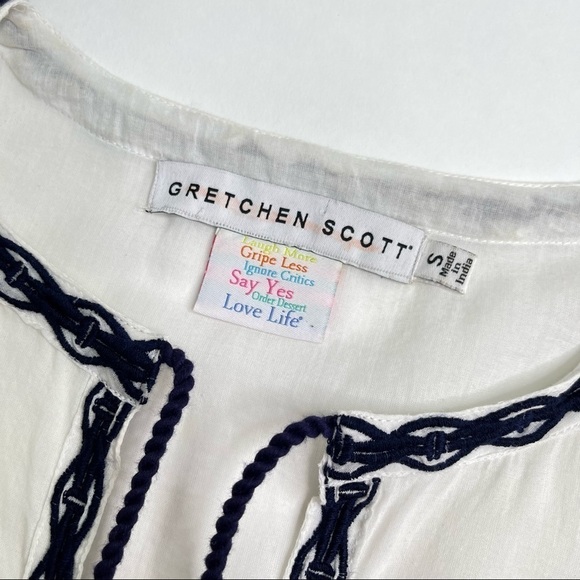 GRETCHEN SCOTT®
S
Made
In
India
Laugh More
Gripe Less
Ignore Critics
Say Yes
Order Dessert
Love Life®